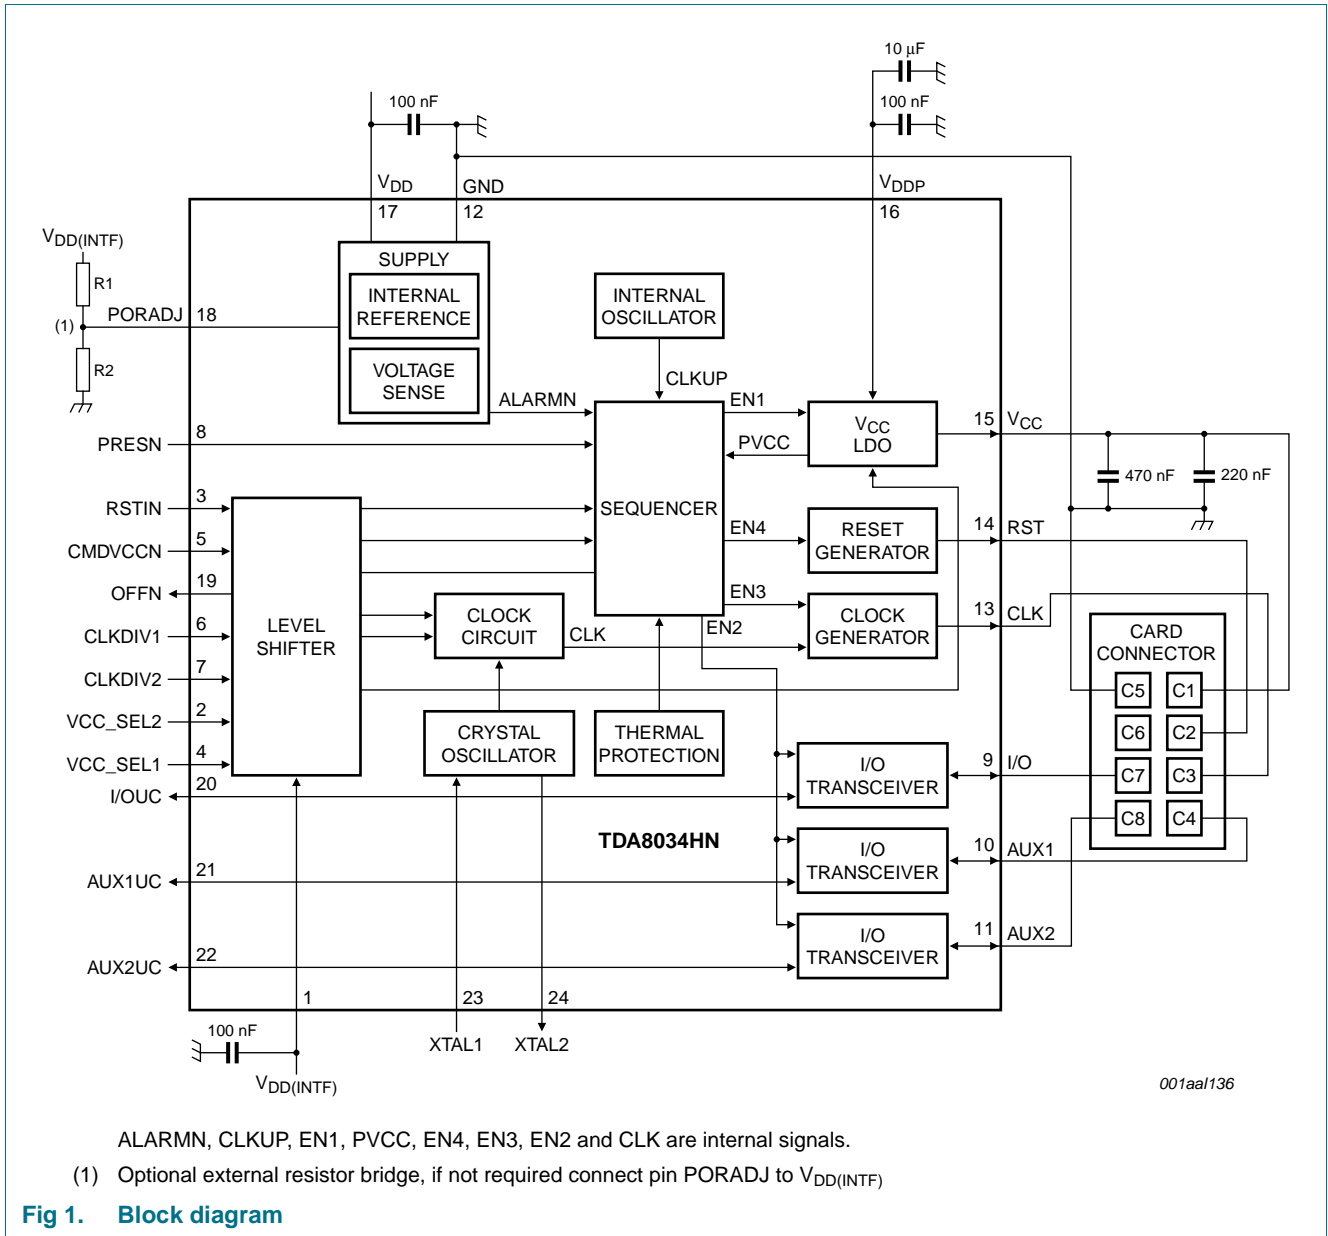 10 μF
100 nF
100 nF
VDD
GND
VDDP
17
12
16
VDD(INTF)
R1
(1)
PORADJ
18
R2
SUPPLY
INTERNAL
REFERENCE
VOLTAGE
SENSE
INTERNAL
OSCILLATOR
CLKUP
ALARMN
EN1
PVCC
VCC
LDO
15
VCC
470 nF
220 nF
PRESN
8
RSTIN
3
CMDVCCN
5
OFFN
19
CLKDIV1
6
CLKDIV2
7
VCC_SEL2
2
VCC_SEL1
4
I/OUC
20
AUX1UC
21
AUX2UC
22
LEVEL
SHIFTER
SEQUENCER
EN4
RESET
GENERATOR
14
RST
EN3
EN2
CLOCK
CIRCUIT
CLK
CLOCK
GENERATOR
13
CLK
CRYSTAL
OSCILLATOR
THERMAL
PROTECTION
CARD
CONNECTOR
C5
C1
C6
C2
C7
C3
C8
C4
I/O
TRANSCEIVER
9
I/O
TDA8034HN
I/O
TRANSCEIVER
10
AUX1
I/O
TRANSCEIVER
11
AUX2
1
23
24
100 nF
XTAL1
XTAL2
VDD(INTF)
001aal136
ALARMN, CLKUP, EN1, PVCC, EN4, EN3, EN2 and CLK are internal signals.
(1) Optional external resistor bridge, if not required connect pin PORADJ to VDD(INTF)
Fig 1. Block diagram